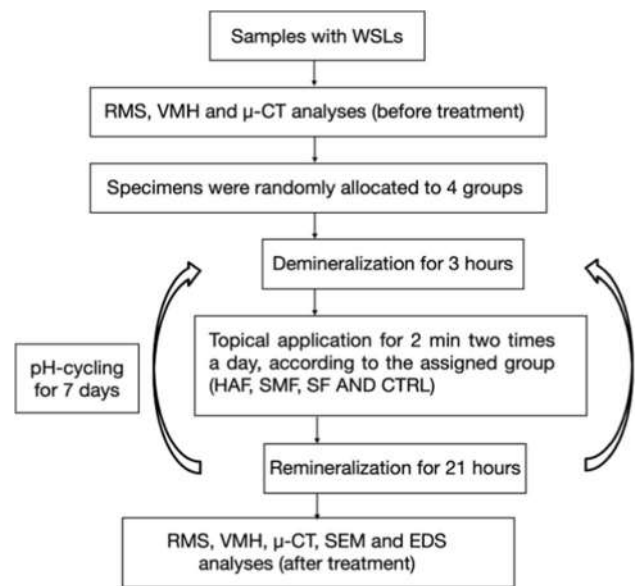 Samples with WSLs
RMS, VMH and μ-CT analyses (before treatment)
Specimens were randomly allocated to 4 groups
Demineralization for 3 hours
Topical application for 2 min two times
a day, according to the assigned group
(HAF, SMF, SF AND CTRL)
pH-cycling
for 7 days
Remineralization for 21 hours
RMS, VMH, μ-CT, SEM and EDS
analyses (after treatment)